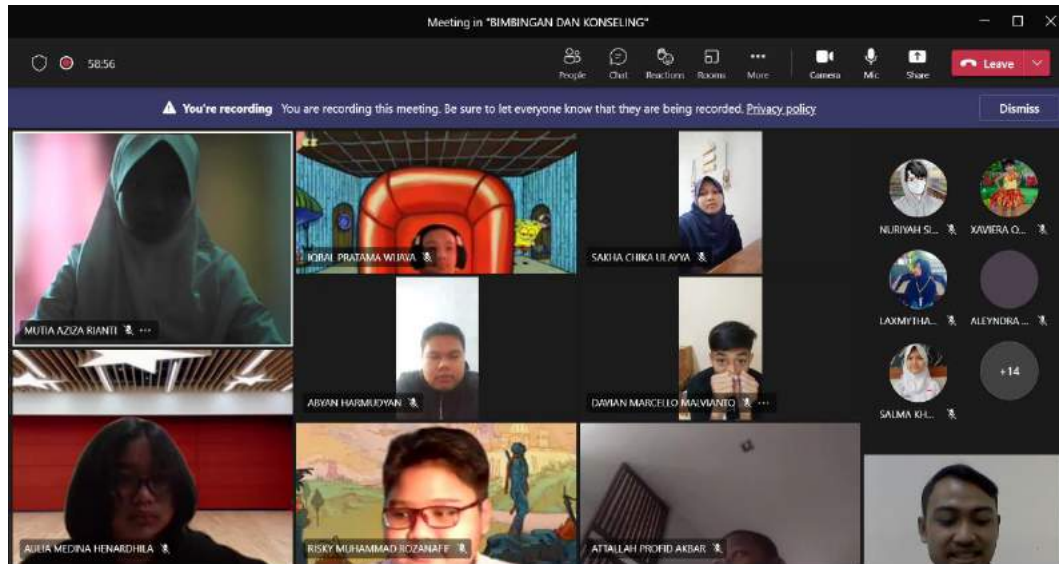 Meeting in "BIMBINGAN DAN KONSELING"
58:56
People Chat Reactions Rooms More Camera Mic Share Leave
You're recording You are recording this meeting. Be sure to let everyone know that they are being recorded. Privacy policy Dismiss
MUTIA AZIZA RIANTI
IQBAL PRATAMA WIJAYA
SAKHA CHIKA ULAYYA
NURIYAH SI...
XAVIERA O...
LAXMYTHA...
ALEYNDRA ...
ABYAN HARMUDYAN
DAVIAN MARCELLO MALVIANTO
SALMA KH...
+14
AULIA MEDINA HENARDHILA
RISKY MUHAMMAD ROZANAFF
ATTALLAH PROFID AKBAR